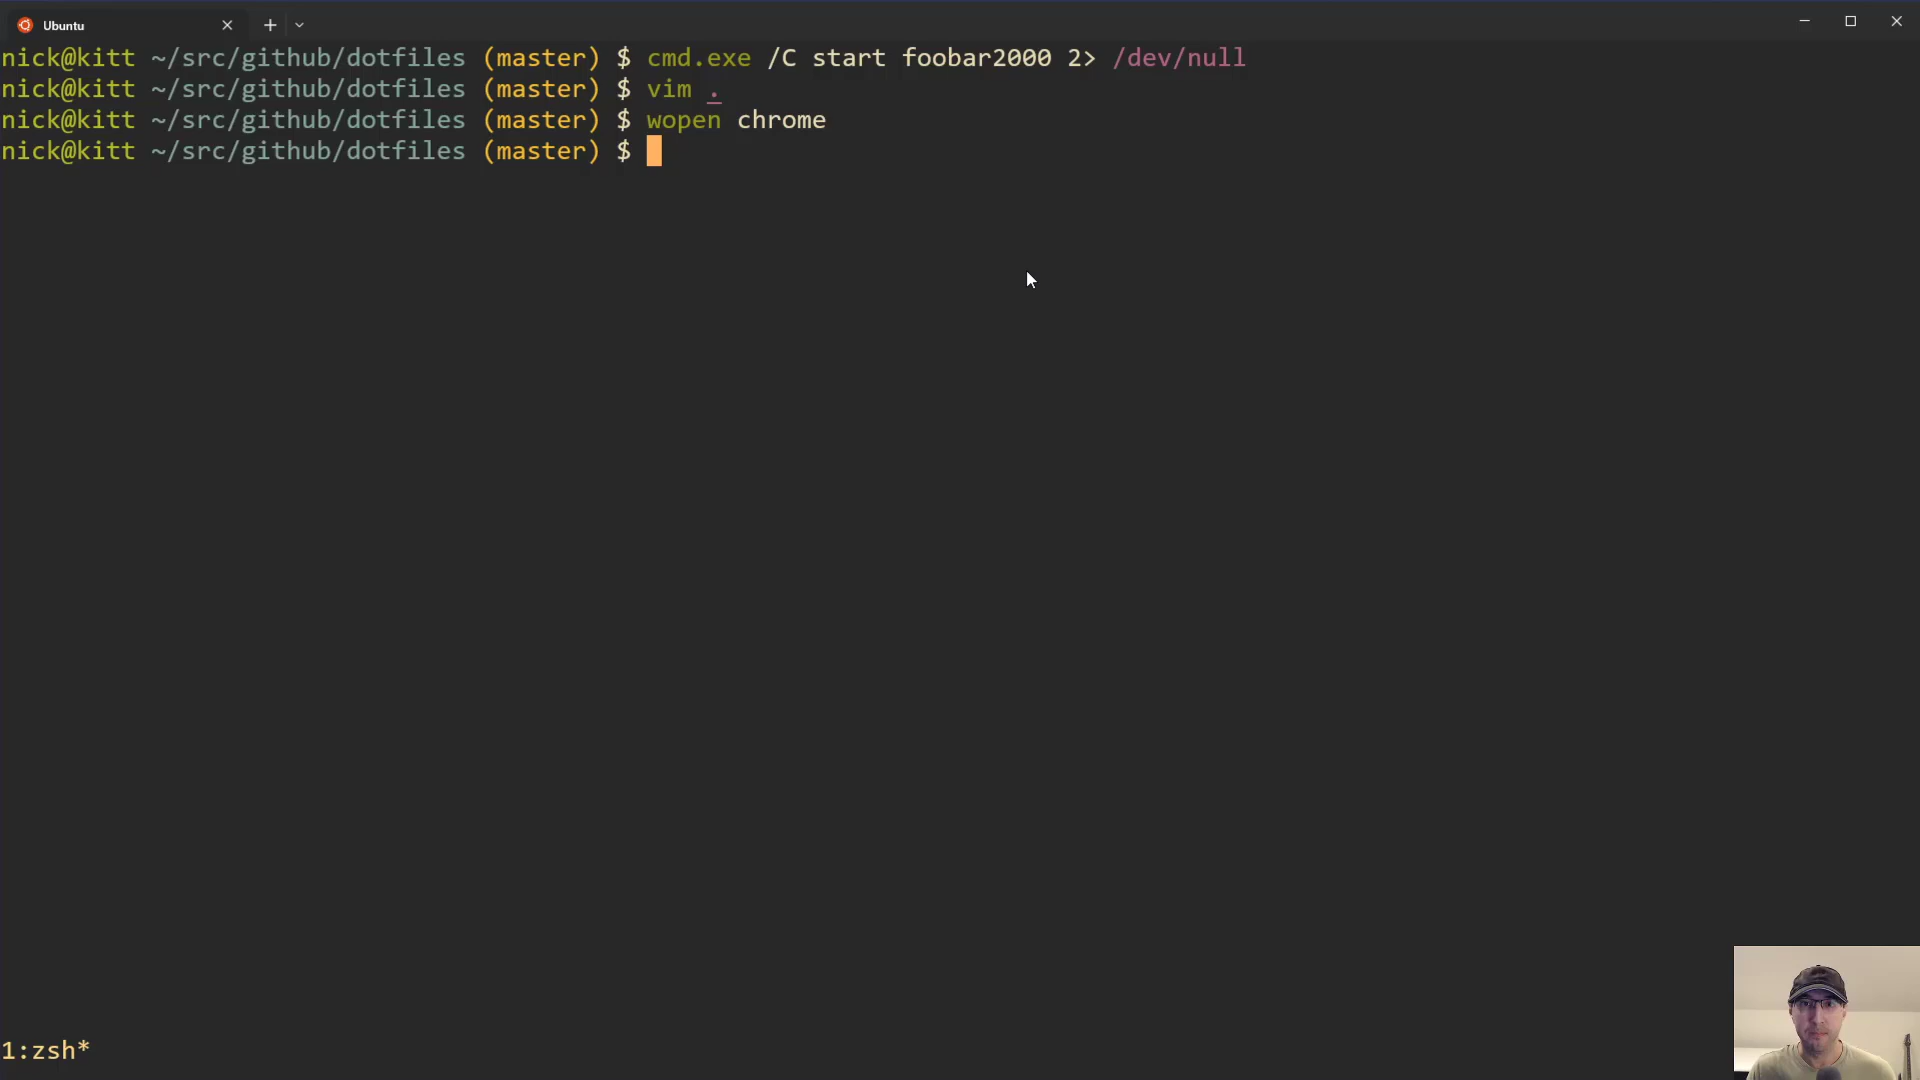 Ubuntu
nick@kitt ~/src/github/dotfiles (master) $ cmd.exe /C start foobar2000 2> /dev/null
nick@kitt ~/src/github/dotfiles (master) $ vim .
nick@kitt ~/src/github/dotfiles (master) $ wopen chrome
nick@kitt ~/src/github/dotfiles (master) $
1:zsh*